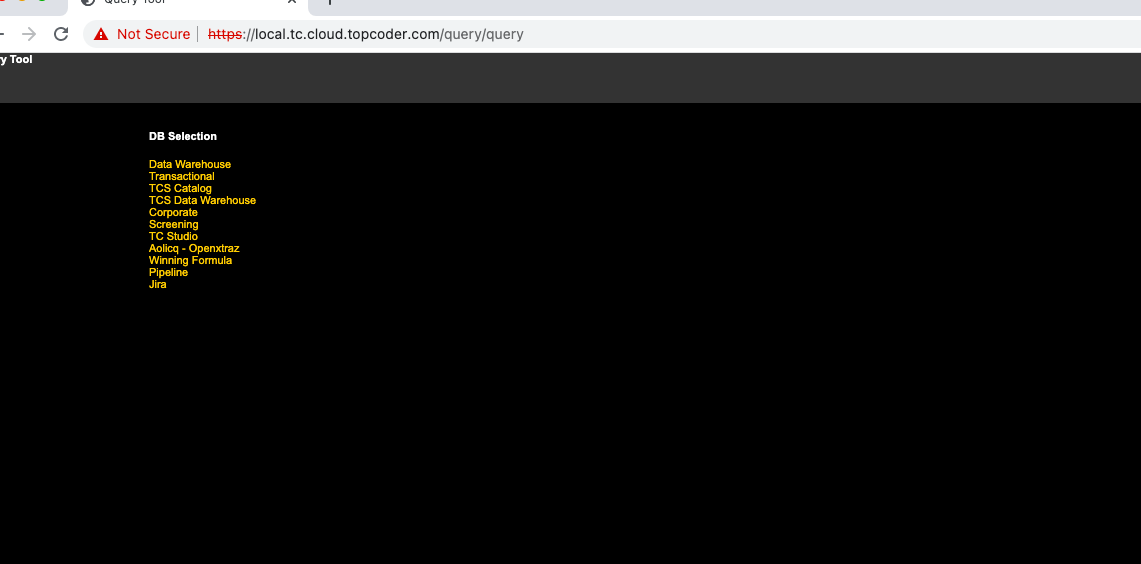 Query Tool
Not Secure | https://local.tc.cloud.topcoder.com/query/query
ry Tool
DB Selection
Data Warehouse
Transactional
TCS Catalog
TCS Data Warehouse
Corporate
Screening
TC Studio
Aolicq - Openxtraz
Winning Formula
Pipeline
Jira